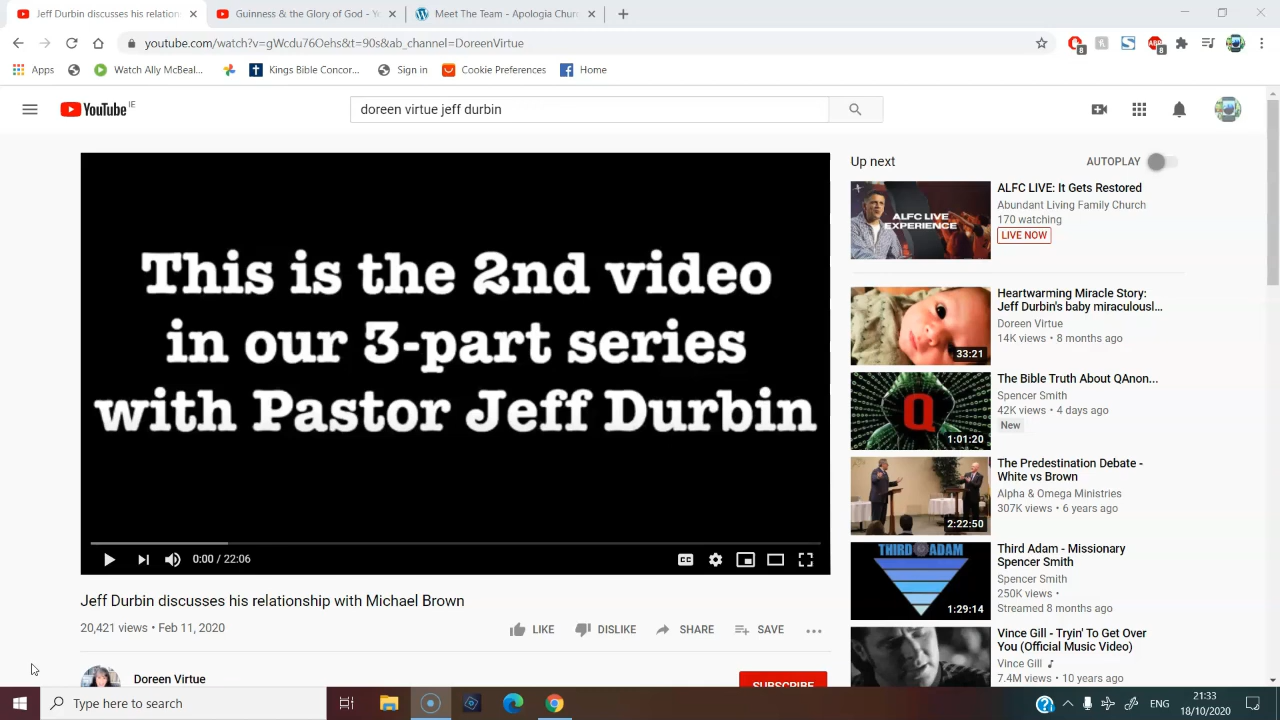 Jeff Durbin discusses his relation
Guinness & the Glory of God - Yo
Meet The Team - Apologia Churc
youtube.com/watch?v=gWcdu76Oehs&t=90s&ab_channel=DoreenVirtue
8
8
Apps
Watch Ally McBeal...
Kings Bible Concor...
Sign in
Cookie Preferences
Home
YouTube IE
doreen virtue jeff durbin
This is the 2nd video
in our 3-part series
with Pastor Jeff Durbin
0:00 / 22:06
CC
Jeff Durbin discusses his relationship with Michael Brown
20,421 views • Feb 11, 2020
LIKE
DISLIKE
SHARE
SAVE
Doreen Virtue
SUBSCRIBE
Up next
AUTOPLAY
ALFC LIVE
EXPERIENCE
ALFC LIVE: It Gets Restored
Abundant Living Family Church
170 watching
LIVE NOW
33:21
Heartwarming Miracle Story:
Jeff Durbin's baby miraculousl...
Doreen Virtue
14K views • 8 months ago
Q
1:01:20
The Bible Truth About QAnon...
Spencer Smith
42K views • 4 days ago
New
2:22:50
The Predestination Debate -
White vs Brown
Alpha & Omega Ministries
307K views • 6 years ago
THIRD ADAM
1:29:14
Third Adam - Missionary
Spencer Smith
Spencer Smith
250K views •
Streamed 8 months ago
Vince Gill - Tryin' To Get Over
You (Official Music Video)
Vince Gill
7.4M views • 10 years ago
Type here to search
ENG
21:33
18/10/2020